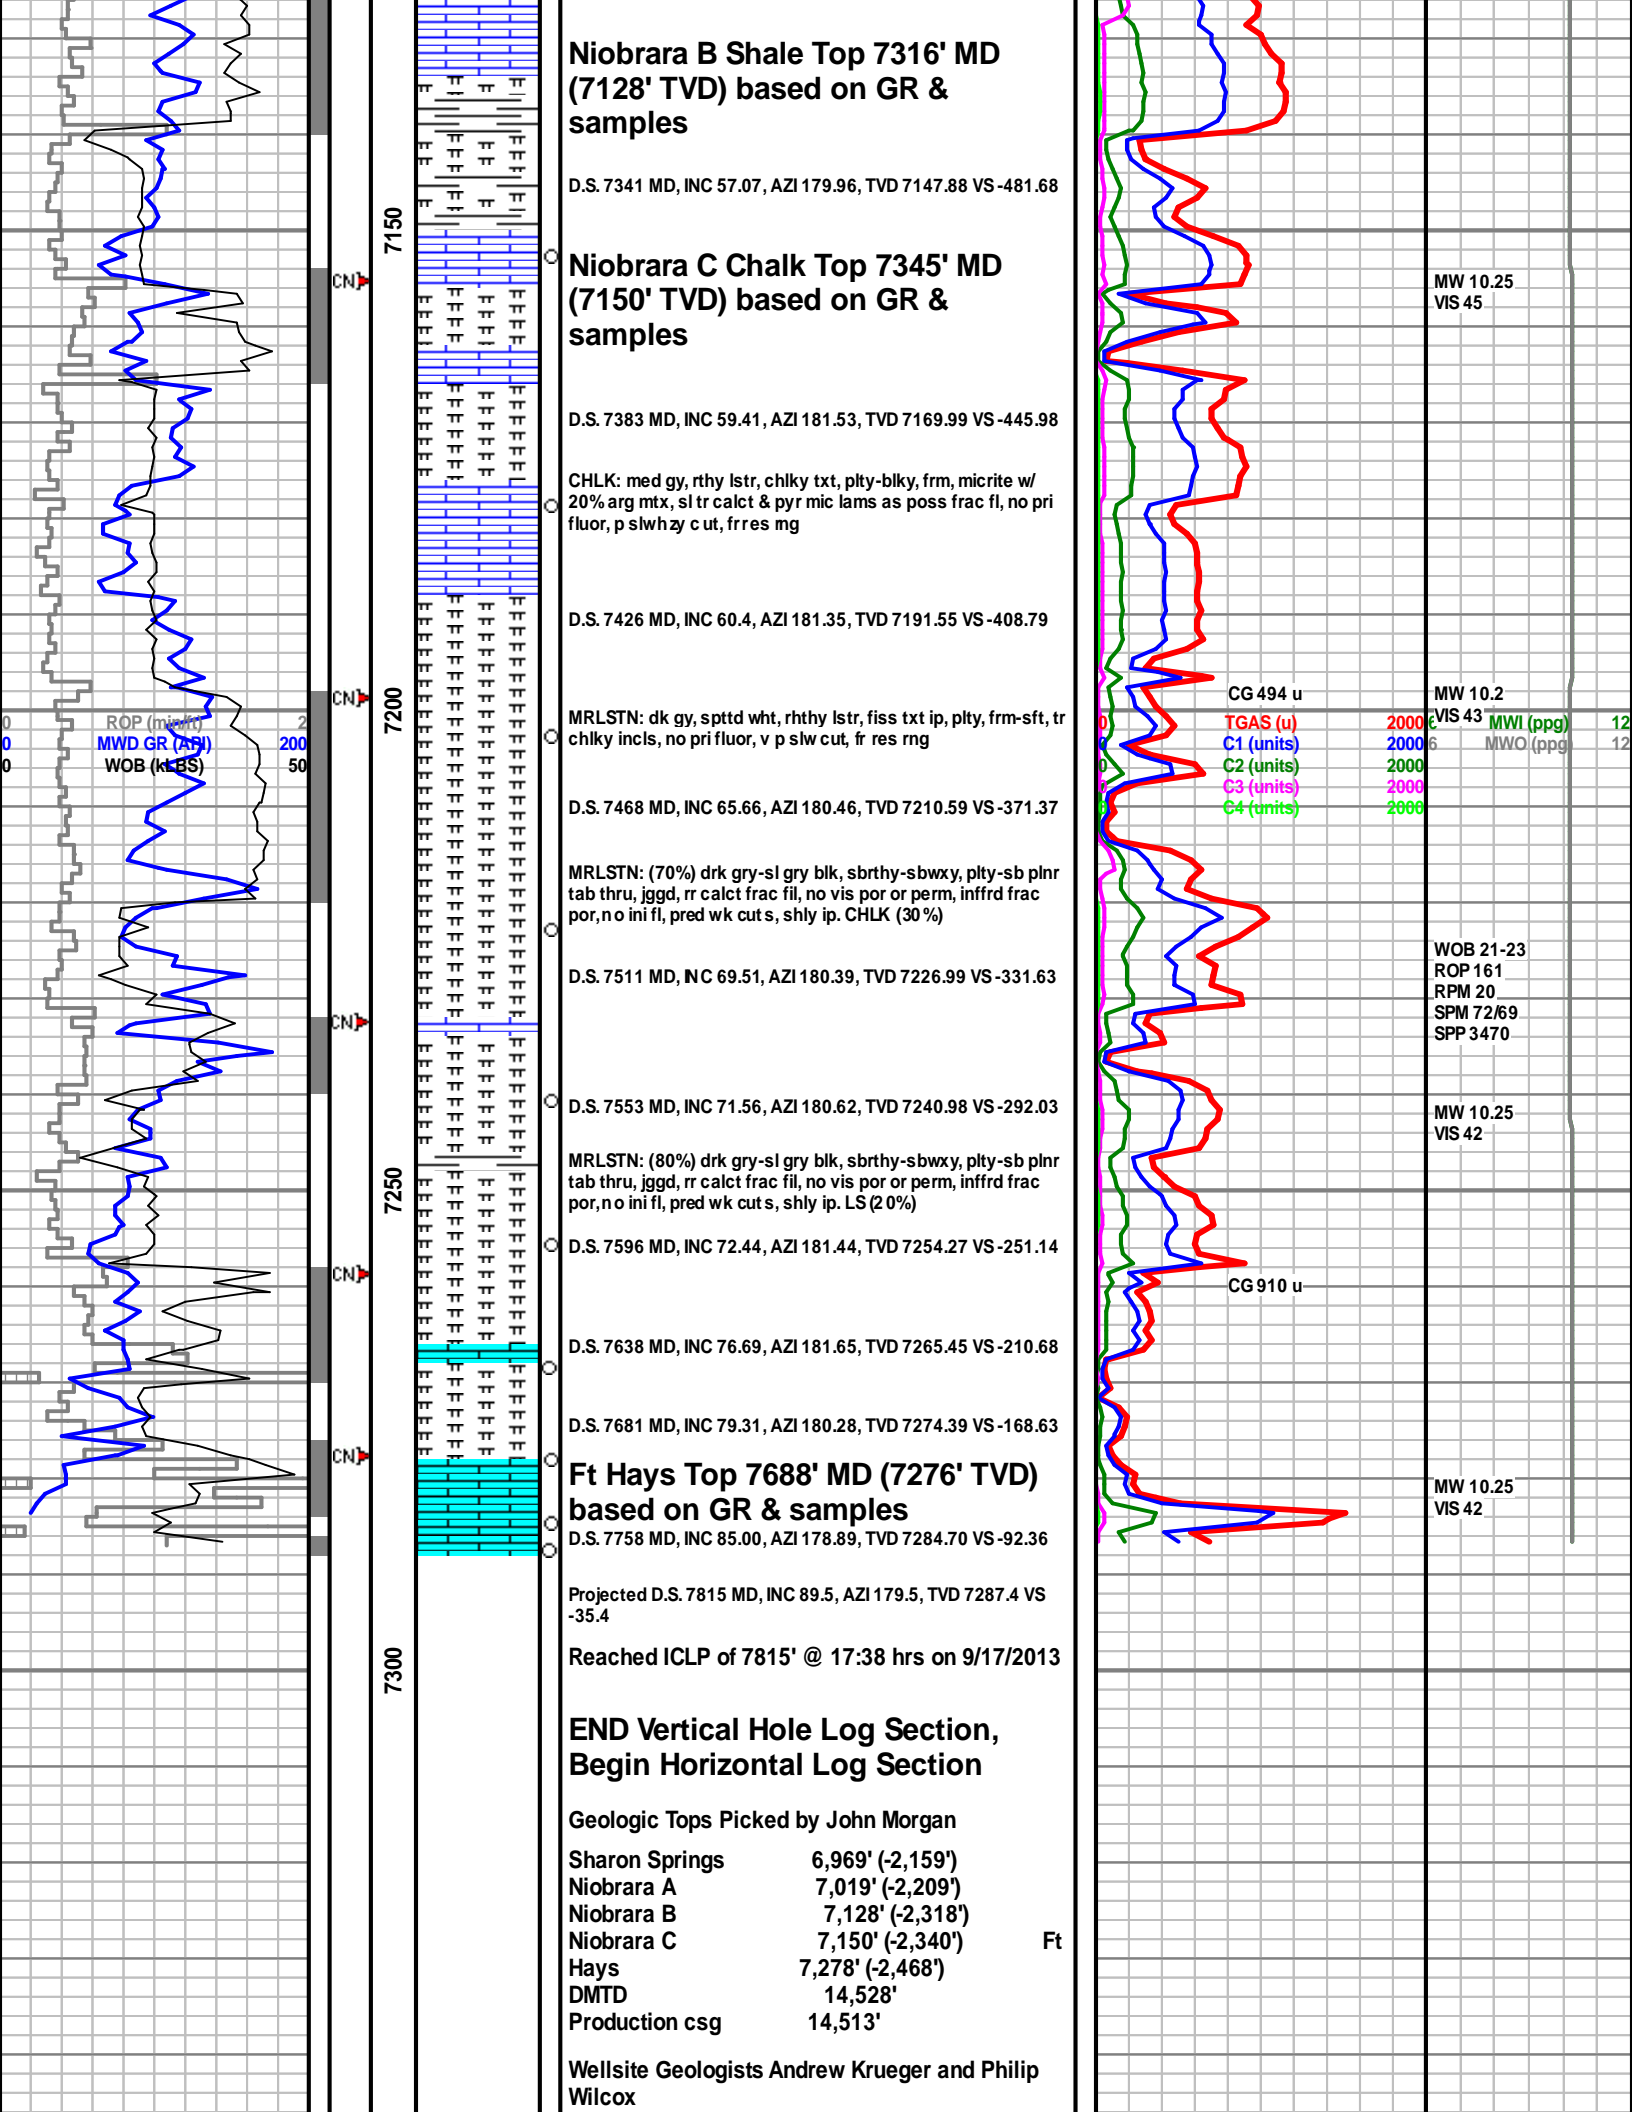 Niobrara B Shale Top 7316' MD
(7128' TVD) based on GR &
samples
D.S. 7341 MD, INC 57.07, AZI 179.96, TVD 7147.88 VS -481.68
7150
Niobrara C Chalk Top 7345' MD
(7150' TVD) based on GR &
samples
CN]
MW 10.25
VIS 45
D.S. 7383 MD, INC 59.41, AZI 181.53, TVD 7169.99 VS -445.98
CHLK: med gy, rthy lstr, chlky txt, plty-blky, frm, micrite w/
20% arg mtx, sl tr calct & pyr mic lams as poss frac fl, no pri
fluor, p slwhzy cut, fr res rng
D.S. 7426 MD, INC 60.4, AZI 181.35, TVD 7191.55 VS -408.79
CN]
7200
CG 494 u
MW 10.2
VIS 43
0 ROP (min/ft) 2
0 MWD GR (API) 200
0 WOB (kLBS) 50
MRLSTN: dk gy, spttd wht, rhthy lstr, fiss txt ip, plty, frm-sft, tr
chlky incls, no pri fluor, v p slw cut, fr res rng
0 TGAS (u) 2000
0 C1 (units) 2000
0 C2 (units) 2000
0 C3 (units) 2000
0 C4 (units) 2000
6 MWI (ppg) 12
6 MWO (ppg) 12
D.S. 7468 MD, INC 65.66, AZI 180.46, TVD 7210.59 VS -371.37
MRLSTN: (70%) drk gry-sl gry blk, sbrthy-sbwxy, plty-sb plnr
tab thru, jggd, rr calct frac fil, no vis por or perm, inffrd frac
por, no ini fl, pred wk cuts, shly ip. CHLK (30%)
WOB 21-23
ROP 161
RPM 20
SPM 72/69
SPP 3470
D.S. 7511 MD, INC 69.51, AZI 180.39, TVD 7226.99 VS -331.63
CN]
D.S. 7553 MD, INC 71.56, AZI 180.62, TVD 7240.98 VS -292.03
MW 10.25
VIS 42
MRLSTN: (80%) drk gry-sl gry blk, sbrthy-sbwxy, plty-sb plnr
tab thru, jggd, rr calct frac fil, no vis por or perm, inffrd frac
por, no ini fl, pred wk cuts, shly ip. LS (20%)
7250
D.S. 7596 MD, INC 72.44, AZI 181.44, TVD 7254.27 VS -251.14
CN]
CG 910 u
D.S. 7638 MD, INC 76.69, AZI 181.65, TVD 7265.45 VS -210.68
D.S. 7681 MD, INC 79.31, AZI 180.28, TVD 7274.39 VS -168.63
CN]
Ft Hays Top 7688' MD (7276' TVD)
based on GR & samples
MW 10.25
VIS 42
D.S. 7758 MD, INC 85.00, AZI 178.89, TVD 7284.70 VS -92.36
Projected D.S. 7815 MD, INC 89.5, AZI 179.5, TVD 7287.4 VS
-35.4
7300
Reached ICLP of 7815' @ 17:38 hrs on 9/17/2013
END Vertical Hole Log Section,
Begin Horizontal Log Section
Geologic Tops Picked by John Morgan
Sharon Springs 6,969' (-2,159')
Niobrara A 7,019' (-2,209')
Niobrara B 7,128' (-2,318')
Niobrara C 7,150' (-2,340') Ft
Hays 7,278' (-2,468')
DMTD 14,528'
Production csg 14,513'
Wellsite Geologists Andrew Krueger and Philip
Wilcox